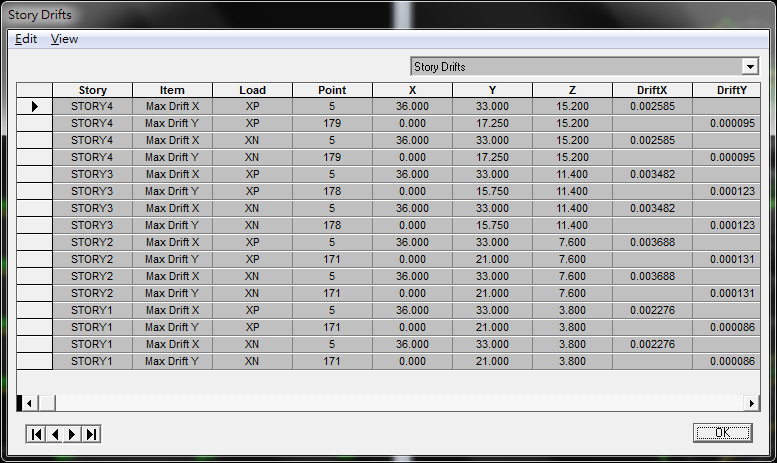 Story Drifts
Edit View
Story Drifts
Story Item Load Point X Y Z DriftX DriftY
STORY4 Max Drift X XP 5 36.000 33.000 15.200 0.002585
STORY4 Max Drift Y XP 179 0.000 17.250 15.200 0.000095
STORY4 Max Drift X XN 5 36.000 33.000 15.200 0.002585
STORY4 Max Drift Y XN 179 0.000 17.250 15.200 0.000095
STORY3 Max Drift X XP 5 36.000 33.000 11.400 0.003482
STORY3 Max Drift Y XP 178 0.000 15.750 11.400 0.000123
STORY3 Max Drift X XN 5 36.000 33.000 11.400 0.003482
STORY3 Max Drift Y XN 178 0.000 15.750 11.400 0.000123
STORY2 Max Drift X XP 5 36.000 33.000 7.600 0.003688
STORY2 Max Drift Y XP 171 0.000 21.000 7.600 0.000131
STORY2 Max Drift X XN 5 36.000 33.000 7.600 0.003688
STORY2 Max Drift Y XN 171 0.000 21.000 7.600 0.000131
STORY1 Max Drift X XP 5 36.000 33.000 3.800 0.002276
STORY1 Max Drift Y XP 171 0.000 21.000 3.800 0.000086
STORY1 Max Drift X XN 5 36.000 33.000 3.800 0.002276
STORY1 Max Drift Y XN 171 0.000 21.000 3.800 0.000086
OK